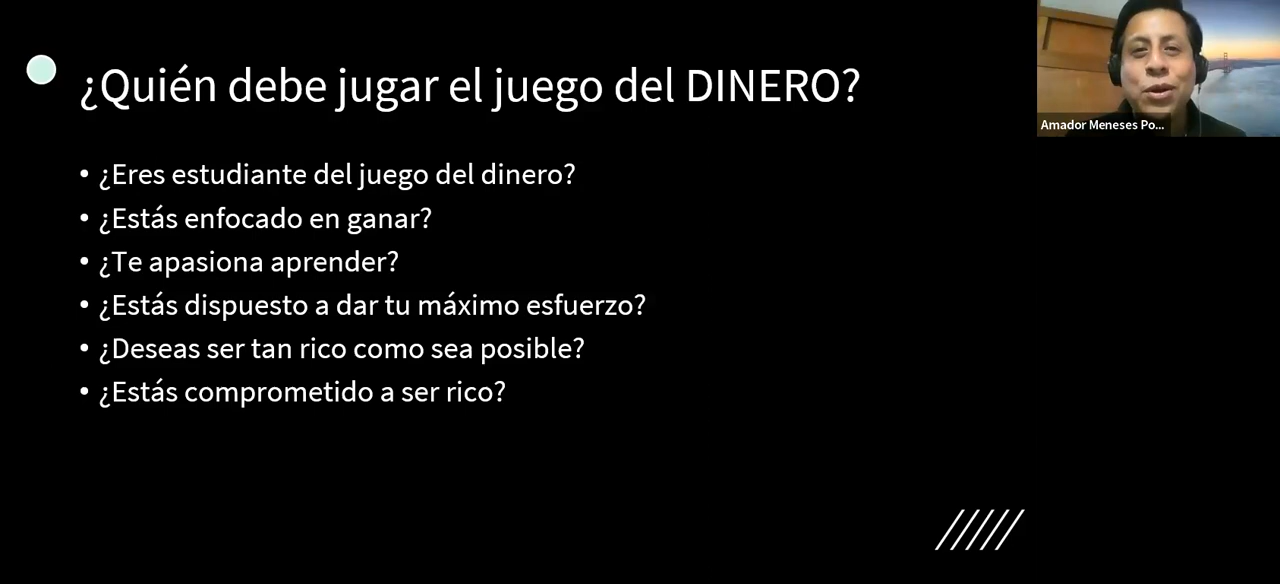 ¿Quién debe jugar el juego del DINERO?
• ¿Eres estudiante del juego del dinero?
• ¿Estás enfocado en ganar?
• ¿Te apasiona aprender?
• ¿Estás dispuesto a dar tu máximo esfuerzo?
• ¿Deseas ser tan rico como sea posible?
• ¿Estás comprometido a ser rico?
Amador Meneses Po...